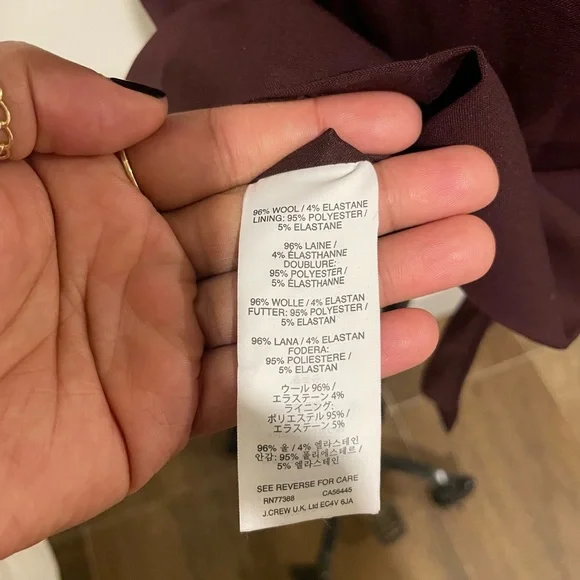 96% WOOL / 4% ELASTANE
LINING: 95% POLYESTER /
5% ELASTANE
96% LAINE /
4% ÉLASTHANNE
DOUBLURE:
95% POLYESTER /
5% ÉLASTHANNE
96% WOLLE / 4% ELASTAN
FUTTER: 95% POLYESTER /
5% ELASTAN
96% LANA / 4% ELASTAN
FODERA:
95% POLIESTERE /
5% ELASTAN
ウール 96% /
エラステーン 4%
ライニング:
ポリエステル 95% /
エラステーン 5%
96% 울 / 4% 엘라스테인
안감: 95% 폴리에스테르 /
5% 엘라스테인
SEE REVERSE FOR CARE
RN77388 CA56445
J.CREW U.K. Ltd EC4V 6JA